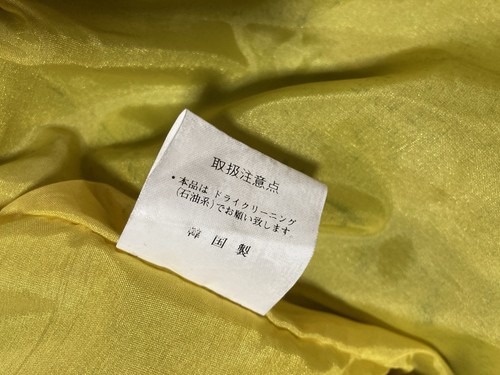 取扱注意点
・本品は ドライクリーニング
(石油系)でお願い致します
韓国製